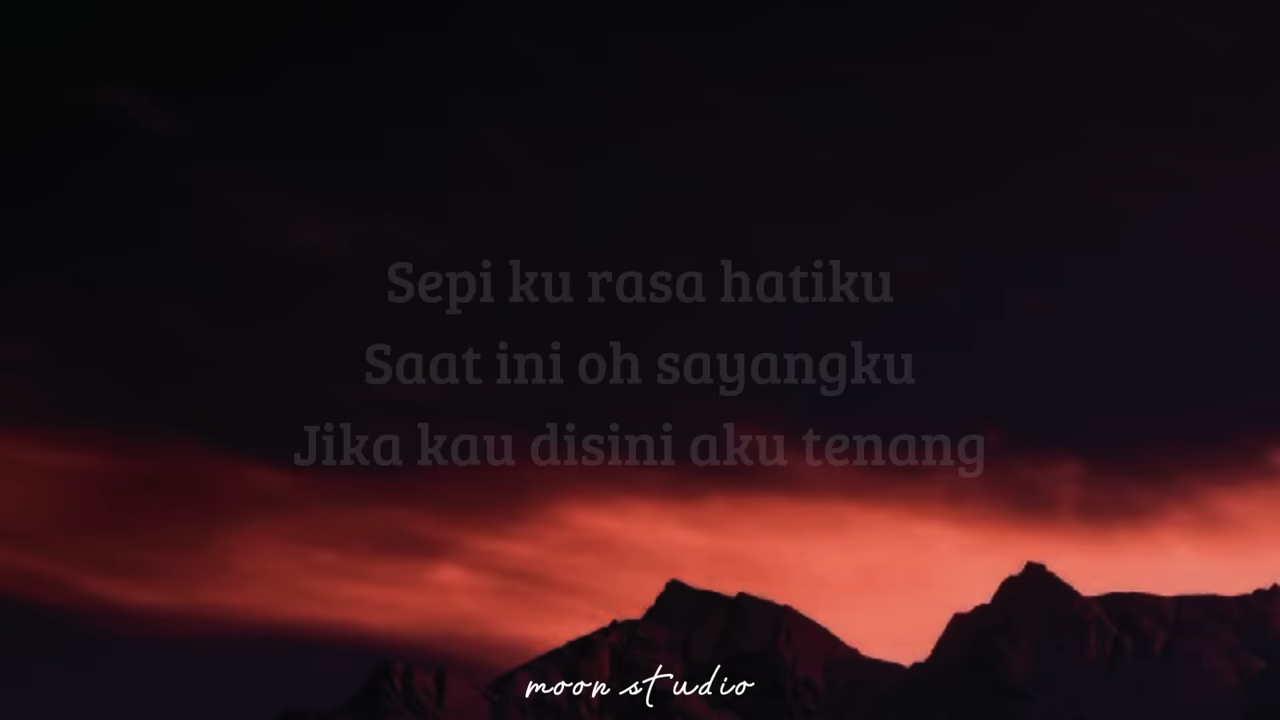 Sepi ku rasa hatiku
Saat ini oh sayangku
Jika kau disini aku tenang
moon studio